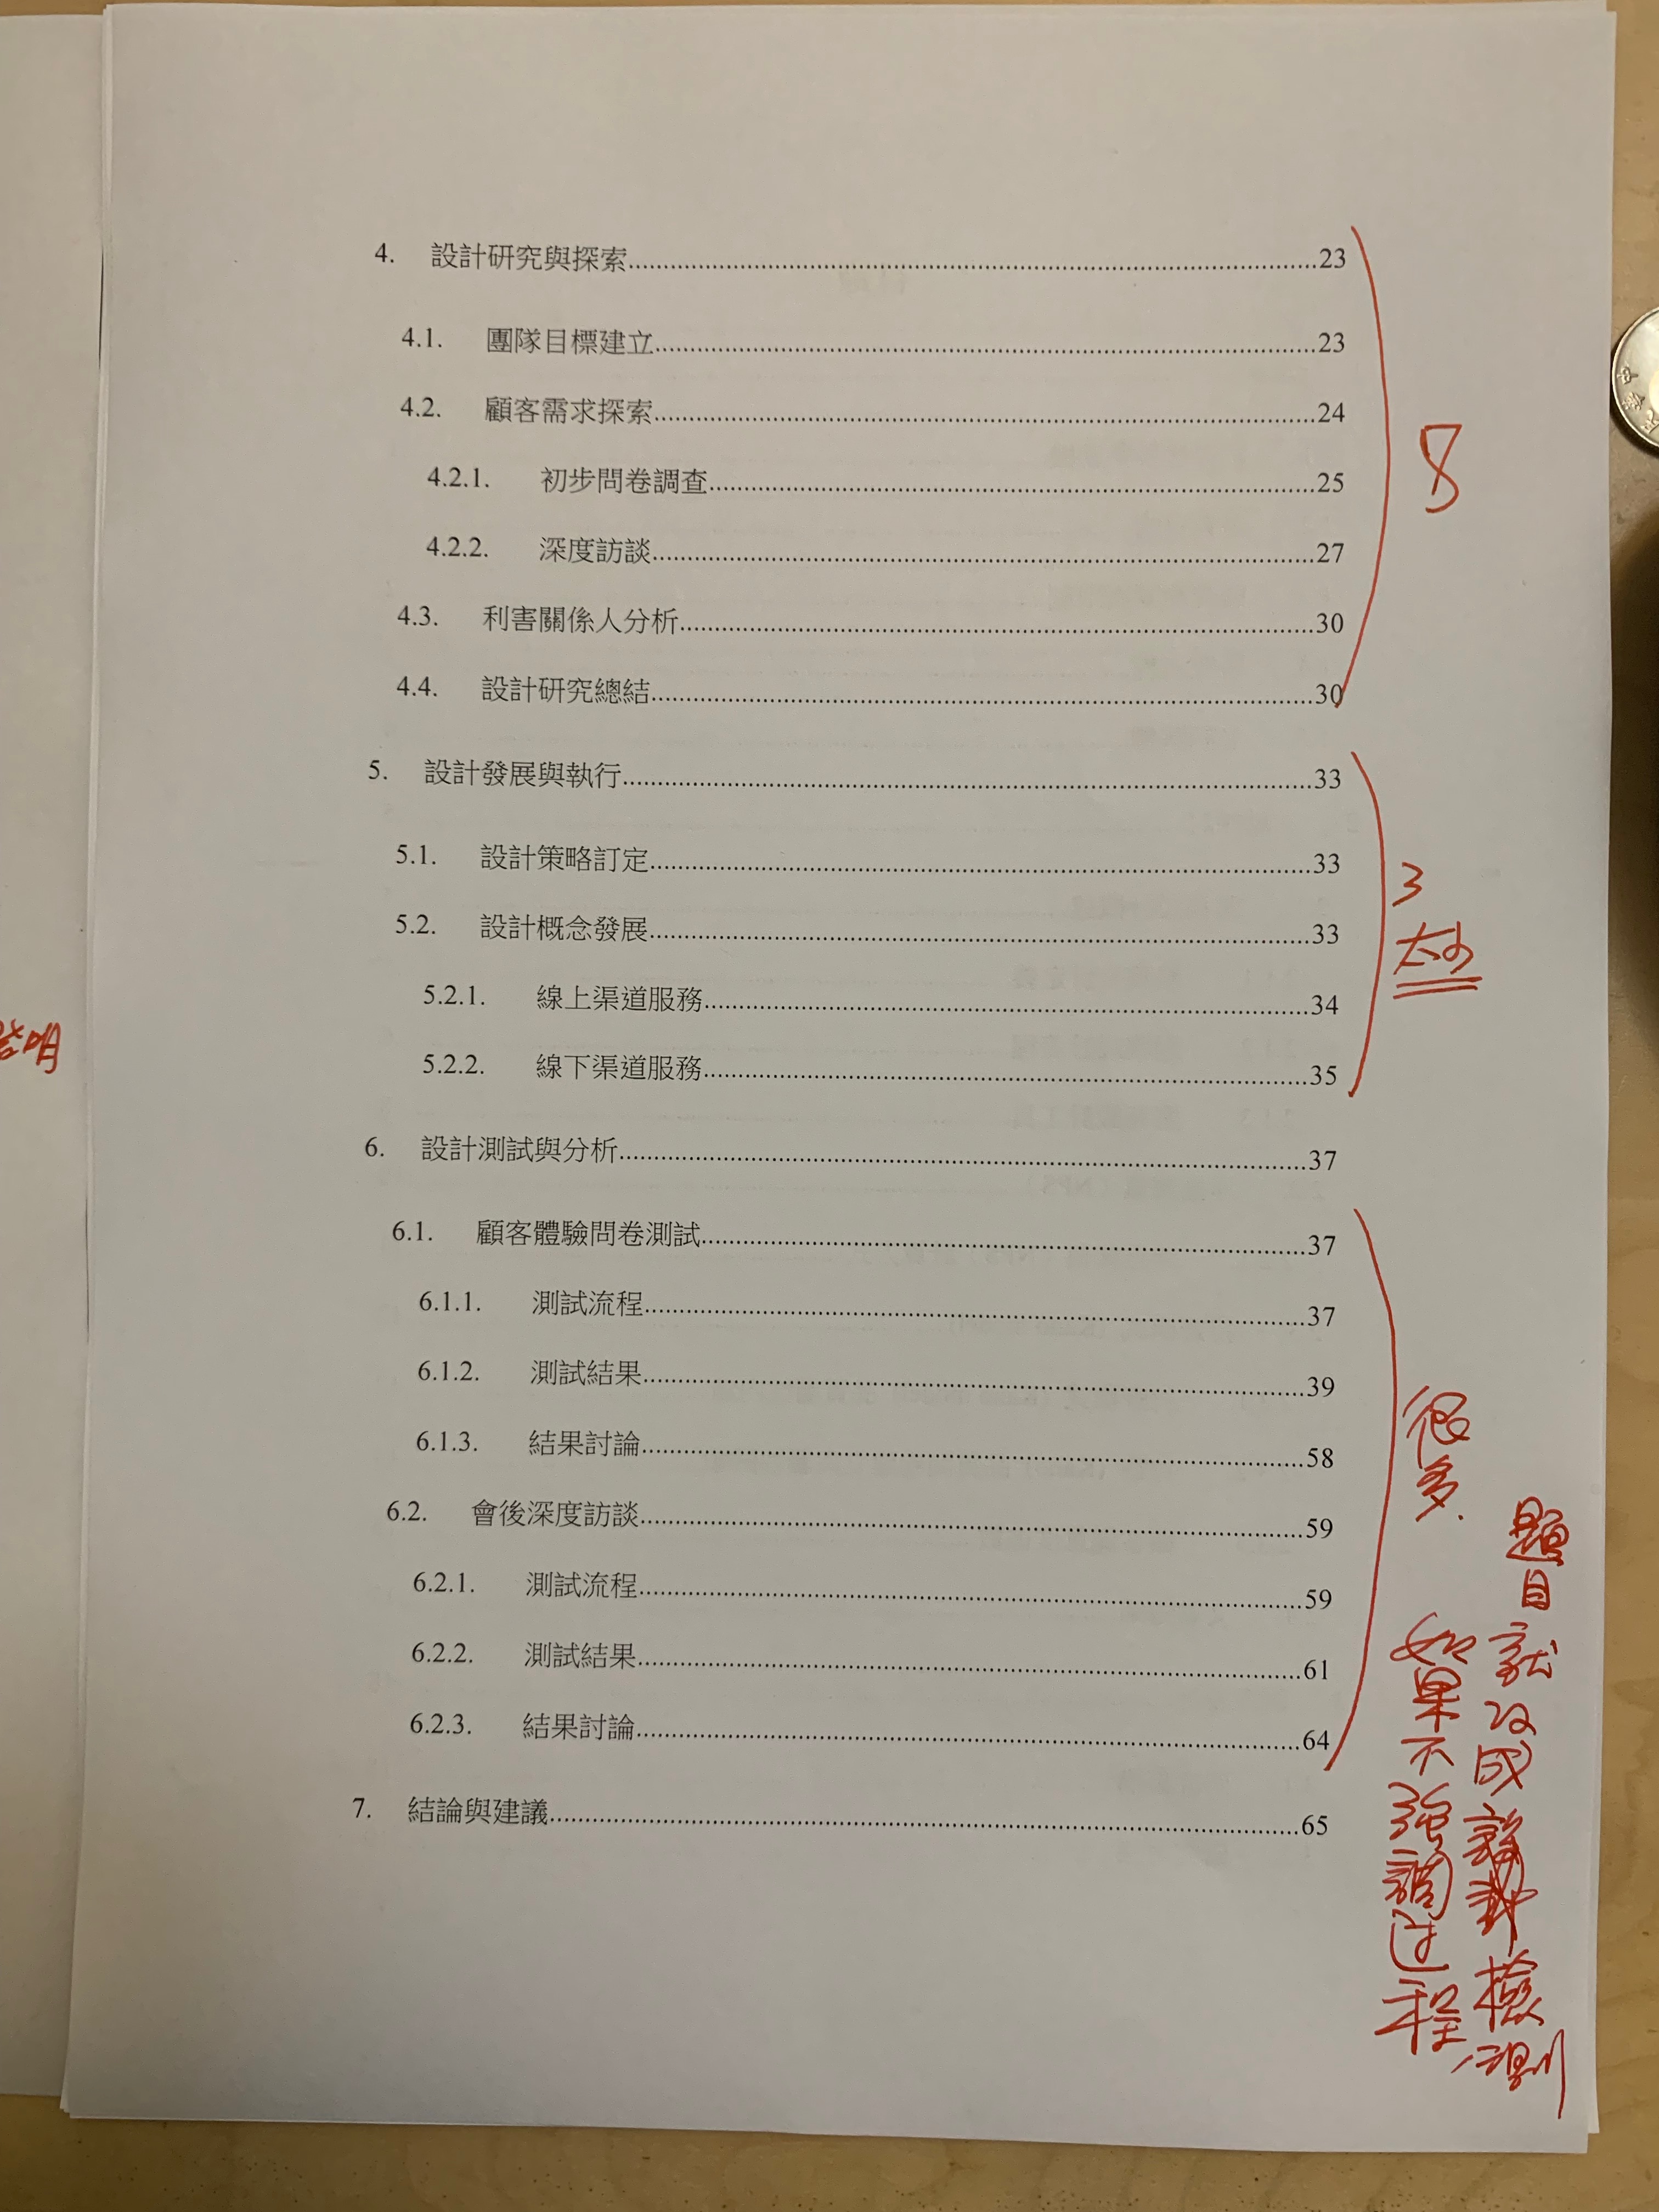 4. 設計研究與探索 23
4.1. 團隊目標建立 23
4.2. 顧客需求探索 24
4.2.1. 初步問卷調查 25
4.2.2. 深度訪談 27
4.3. 利害關係人分析 30
4.4. 設計研究總結 30
8
5. 設計發展與執行 33
5.1. 設計策略訂定 33
5.2. 設計概念發展 33
5.2.1. 線上渠道服務 34
5.2.2. 線下渠道服務 35
3
太少
6. 設計測試與分析 37
6.1. 顧客體驗問卷測試 37
6.1.1. 測試流程 37
6.1.2. 測試結果 39
6.1.3. 結果討論 58
6.2. 會後深度訪談 59
6.2.1. 測試流程 59
6.2.2. 測試結果 61
6.2.3. 結果討論 64
很多.
7. 結論與建議 65
如果不強調過程
題目就改成設計檢測